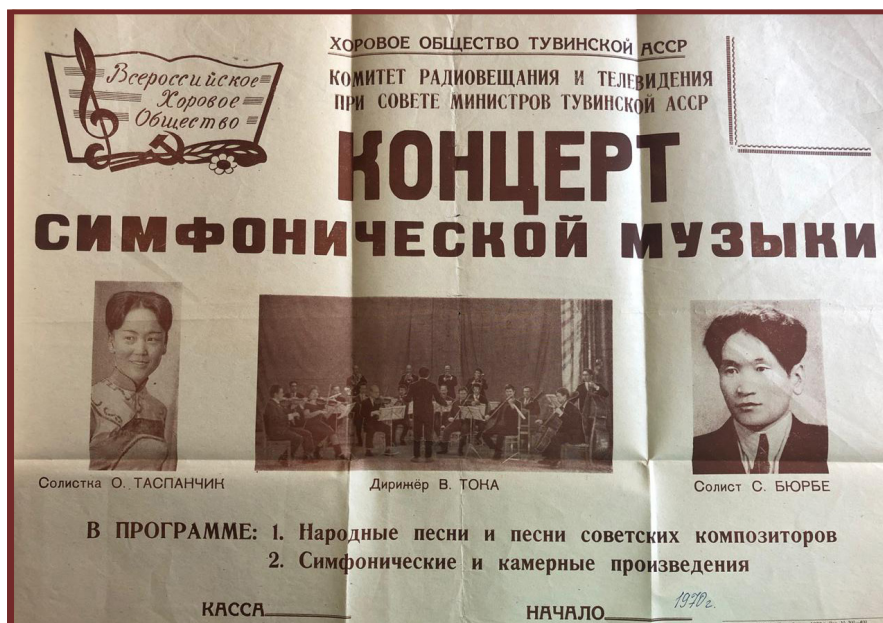 Всероссийское
Хоровое
Общество
ХОРОВОЕ ОБЩЕСТВО ТУВИНСКОЙ АССР
КОМИТЕТ РАДИОВЕЩАНИЯ И ТЕЛЕВИДЕНИЯ
ПРИ СОВЕТЕ МИНИСТРОВ ТУВИНСКОЙ АССР
КОНЦЕРТ
СИМФОНИЧЕСКОЙ МУЗЫКИ
Солистка О. ТАСПАНЧИК
Дирижёр В. ТОКА
Солист С. БЮРБЕ
В ПРОГРАММЕ: 1. Народные песни и песни советских композиторов
2. Симфонические и камерные произведения
КАССА
НАЧАЛО
1970г.